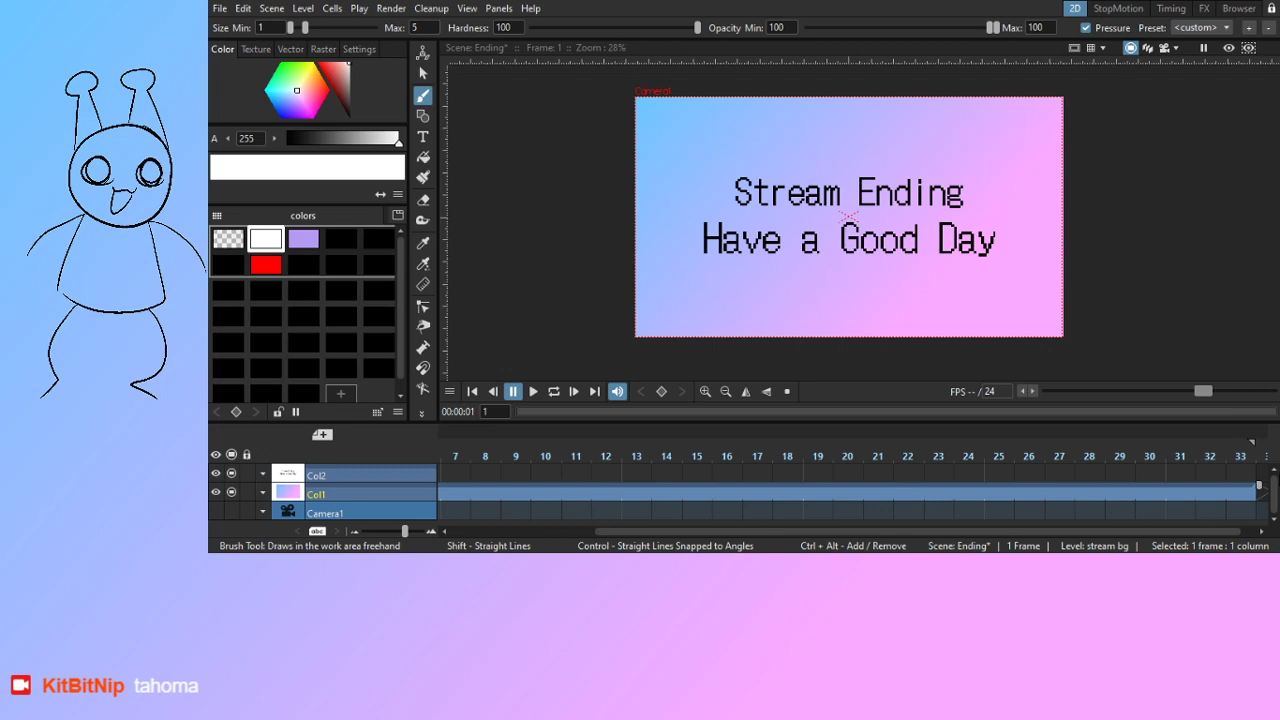 File Edit Scene Level Cells Play Render Cleanup View Panels Help 2D StopMotion Timing FX Browser
Size Min: 1 Max: 5 Hardness: 100 Opacity Min: 100 Max: 100 Pressure Preset: <custom> + -
Color Texture Vector Raster Settings Scene: Ending* :: Frame: 1 :: Zoom : 28%
Camera1
A 255
Stream Ending
Have a Good Day
colors
FPS -- / 24
00:00:01 1
7 8 9 10 11 12 13 14 15 16 17 18 19 20 21 22 23 24 25 26 27 28 29 30 31 32 33
Col2
Col1
Camera1
abc
Brush Tool: Draws in the work area freehand Shift - Straight Lines Control - Straight Lines Snapped to Angles Ctrl + Alt - Add / Remove Scene: Ending* | 1 Frame | Level: stream bg | Selected: 1 frame : 1 column
KitBitNip tahoma